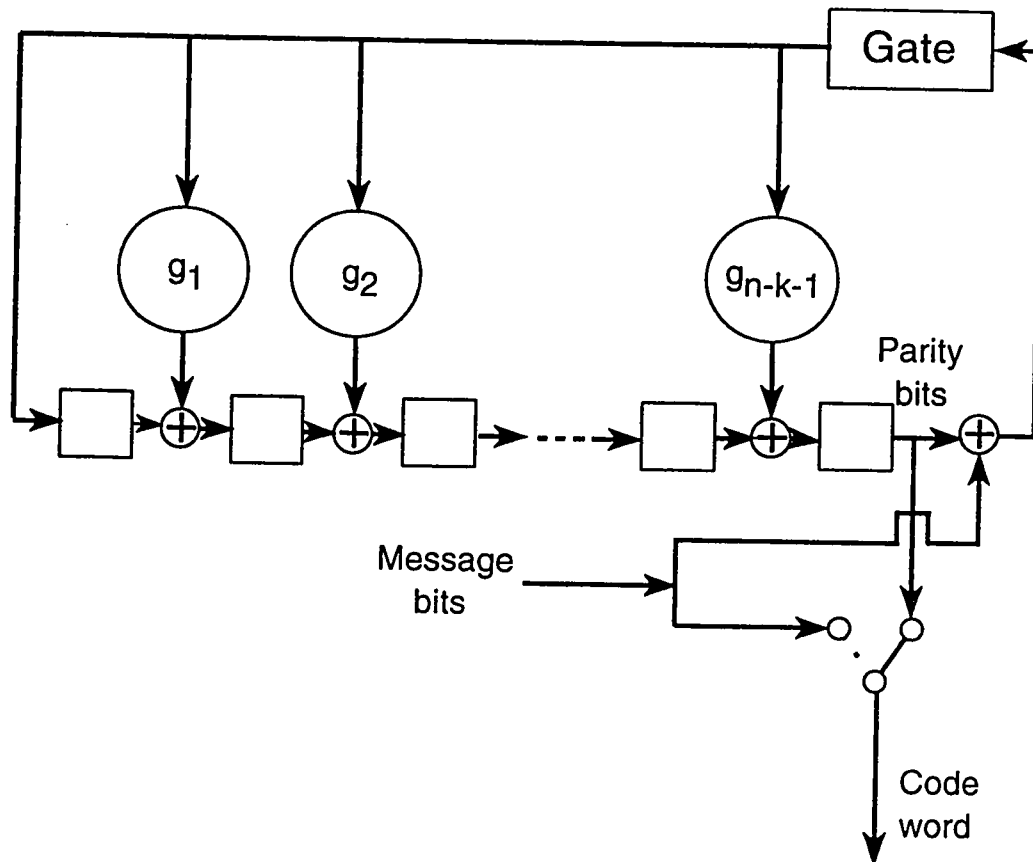 Gate
g1
g2
gn-k-1
Parity
bits
Message
bits
Code
word